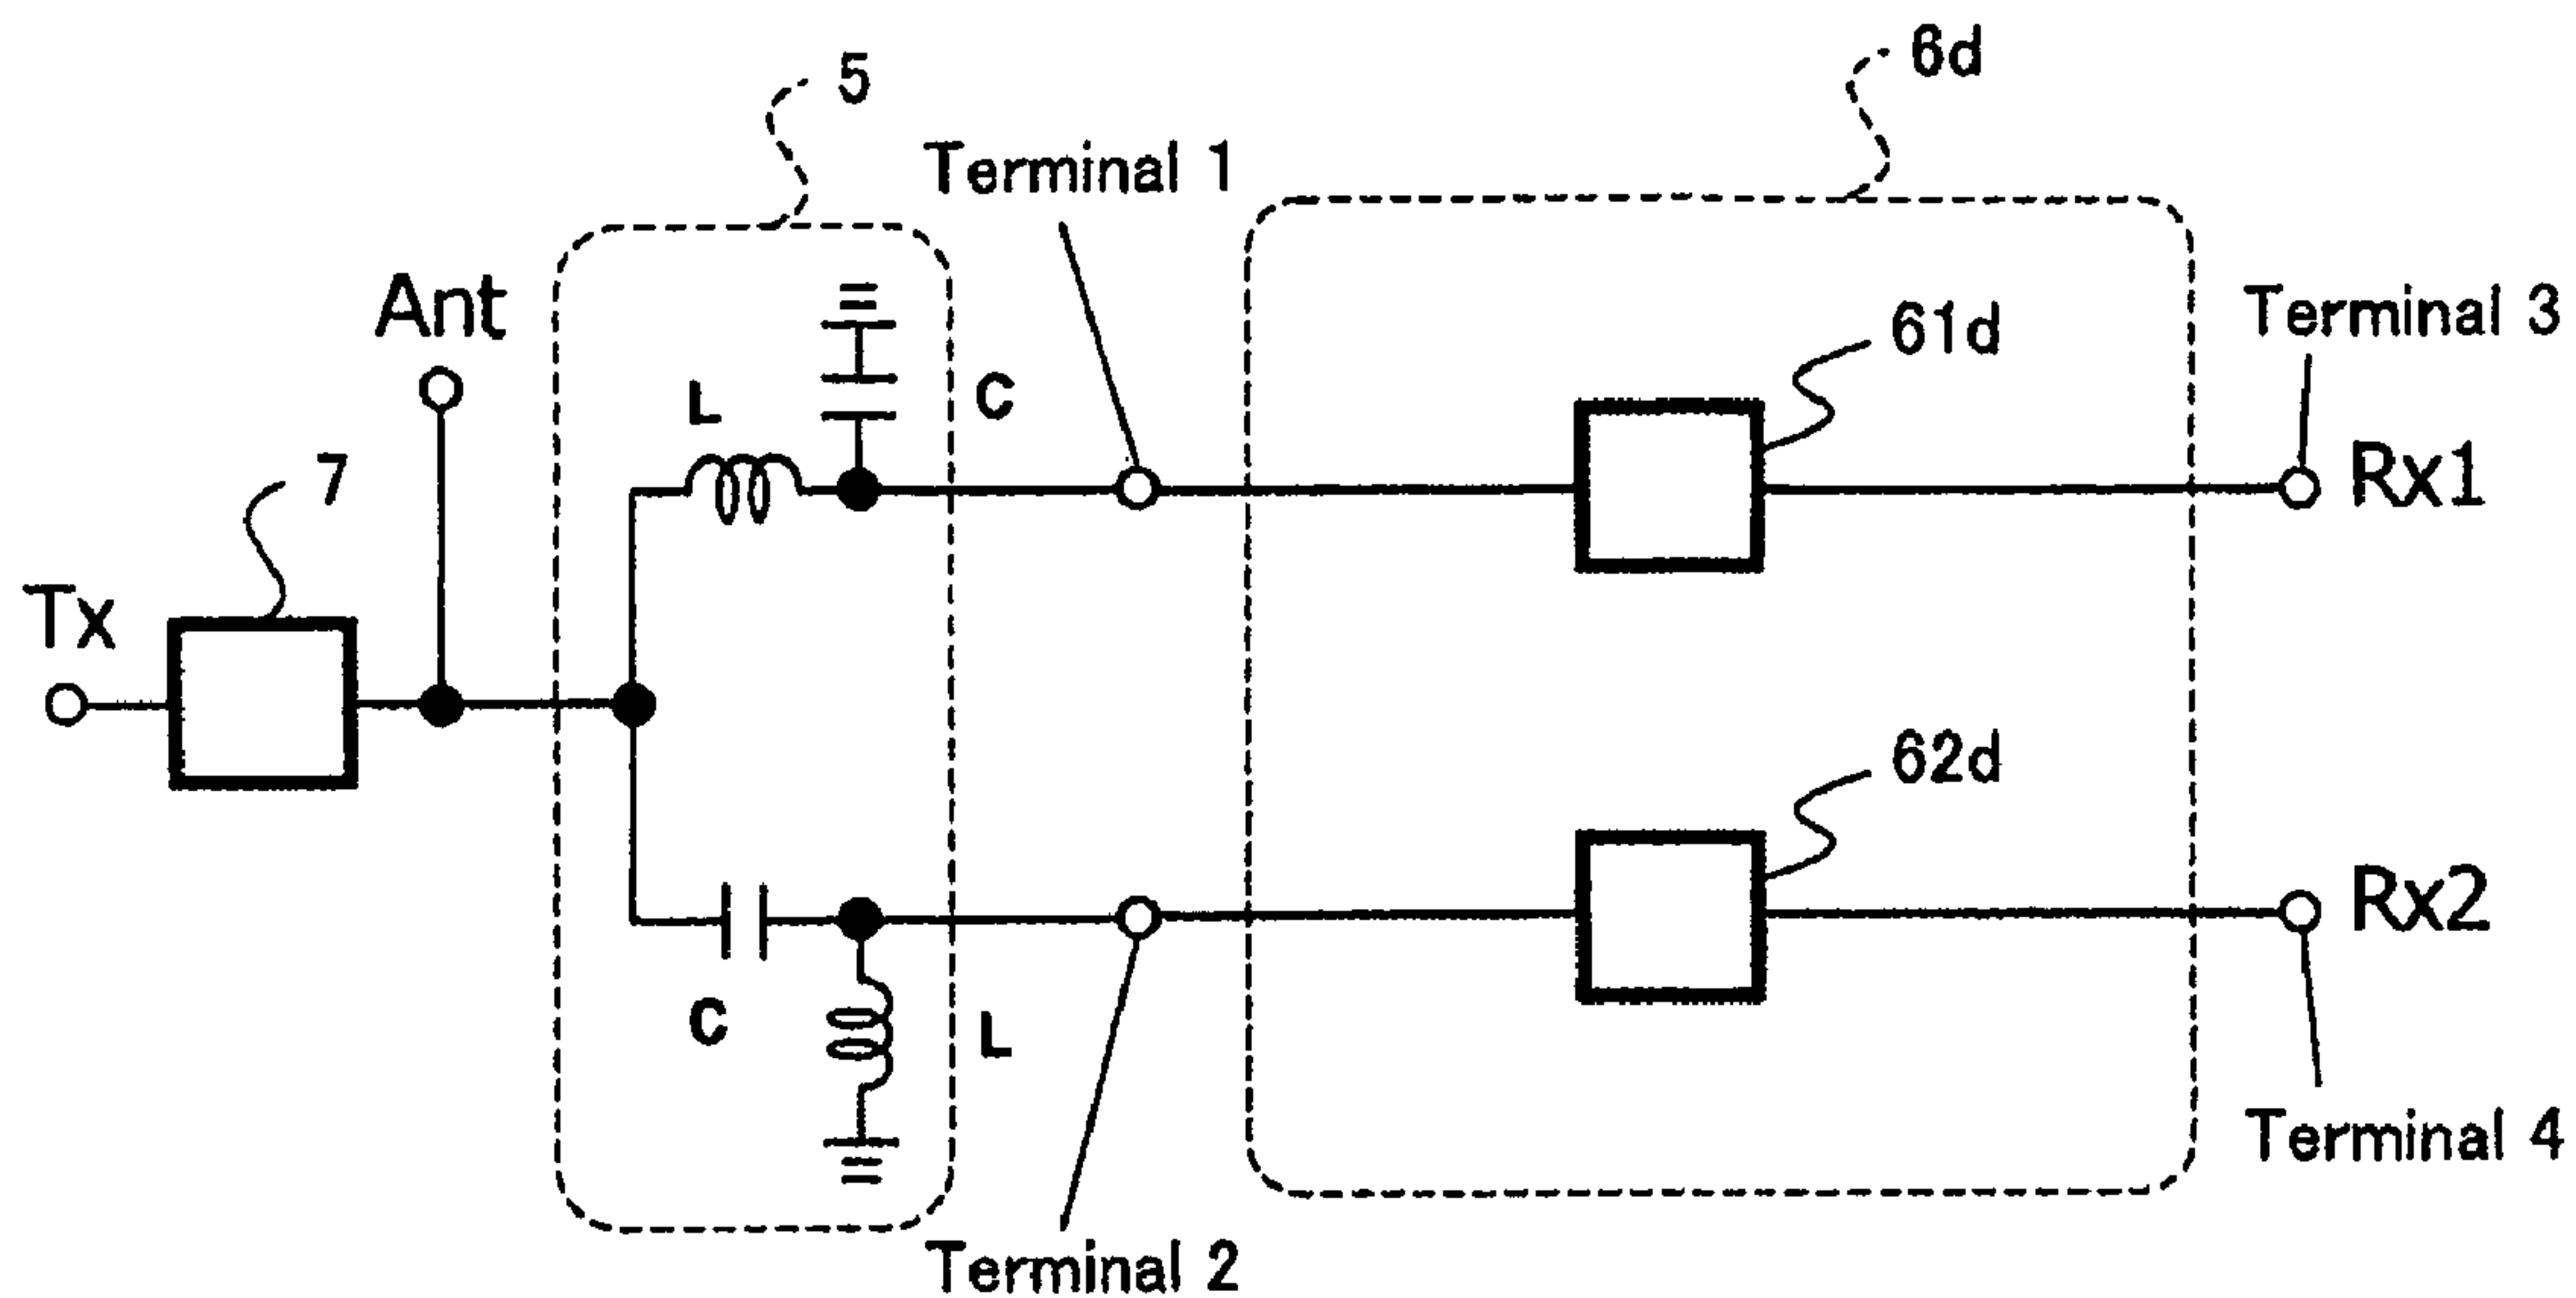 6d
5
Terminal 1
Ant
Terminal 3
61d
L
C
7
Rx1
Tx
62d
Rx2
C
L
Terminal 4
Terminal 2